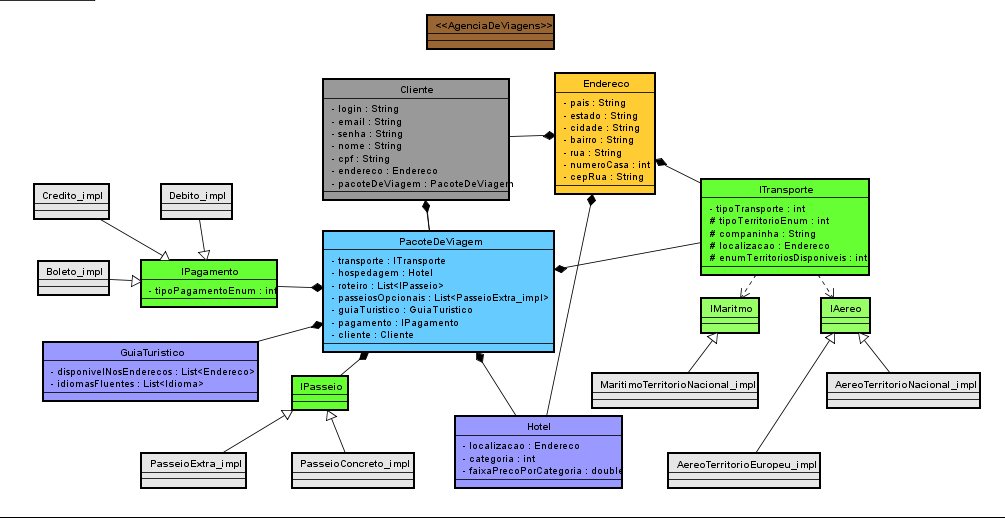 <<AgenciaDeViagens>>
Cliente
- login : String
- email : String
- senha : String
- nome : String
- cpf : String
- endereco : Endereco
- pacoteDeViagem : PacoteDeViagem
Endereco
- pais : String
- estado : String
- cidade : String
- bairro : String
- rua : String
- numeroCasa : int
- cepRua : String
ITransporte
- tipoTransporte : int
# tipoTerritorioEnum : int
# companinha : String
# localizacao : Endereco
# enumTerritoriosDisponiveis : int
Credito_impl
Debito_impl
Boleto_impl
IPagamento
- tipoPagamentoEnum : int
PacoteDeViagem
- transporte : ITransporte
- hospedagem : Hotel
- roteiro : List<IPasseio>
- passeiosOpcionais : List<PasseioExtra_impl>
- guiaTuristico : GuiaTuristico
- pagamento : IPagamento
- cliente : Cliente
IMaritmo
IAereo
GuiaTuristico
- disponivelNosEnderecos : List<Endereco>
- idiomasFluentes : List<Idioma>
IPasseio
MaritimoTerritorioNacional_impl
AereoTerritorioNacional_impl
Hotel
- localizacao : Endereco
- categoria : int
- faixaPrecoPorCategoria : double
PasseioExtra_impl
PasseioConcreto_impl
AereoTerritorioEuropeu_impl